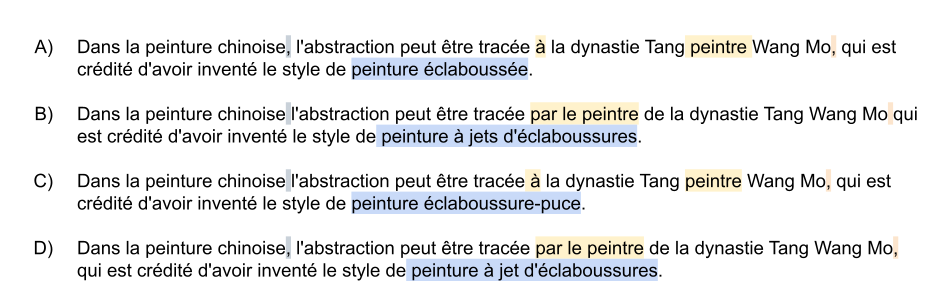 A) Dans la peinture chinoise, l'abstraction peut être tracée à la dynastie Tang peintre Wang Mo, qui est
crédité d'avoir inventé le style de peinture éclaboussée.
B) Dans la peinture chinoise l'abstraction peut être tracée par le peintre de la dynastie Tang Wang Mo qui
est crédité d'avoir inventé le style de peinture à jets d'éclaboussures.
C) Dans la peinture chinoise l'abstraction peut être tracée à la dynastie Tang peintre Wang Mo, qui est
crédité d'avoir inventé le style de peinture éclaboussure-puce.
D) Dans la peinture chinoise, l'abstraction peut être tracée par le peintre de la dynastie Tang Wang Mo,
qui est crédité d'avoir inventé le style de peinture à jet d'éclaboussures.